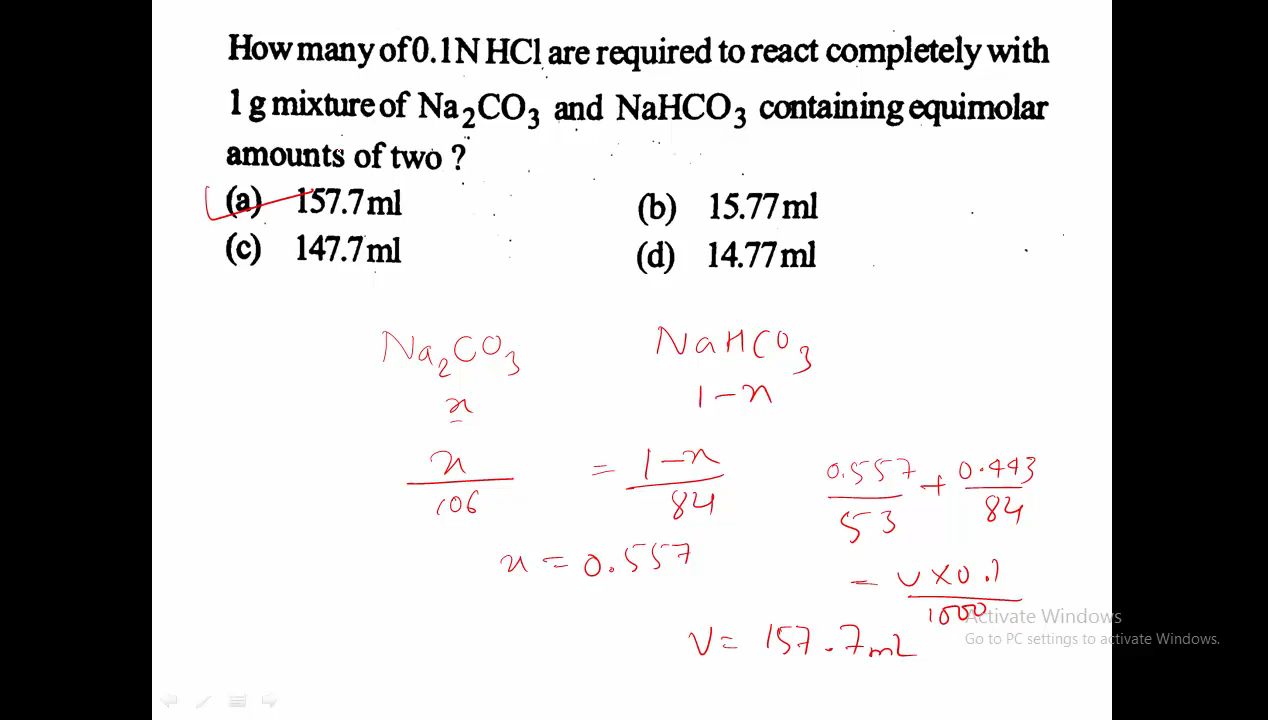 How many of 0.1N HCl are required to react completely with
1 g mixture of Na₂CO₃ and NaHCO₃ containing equimolar
amounts of two ?
(a) 157.7 ml (b) 15.77 ml
(c) 147.7 ml (d) 14.77 ml
Na₂CO₃ NaHCO₃
x 1-x
x/106 = 1-x/84 0.557/53 + 0.443/84
x = 0.557 = V×0.1/1000
V = 157.7 mL
Activate Windows
Go to PC settings to activate Windows.